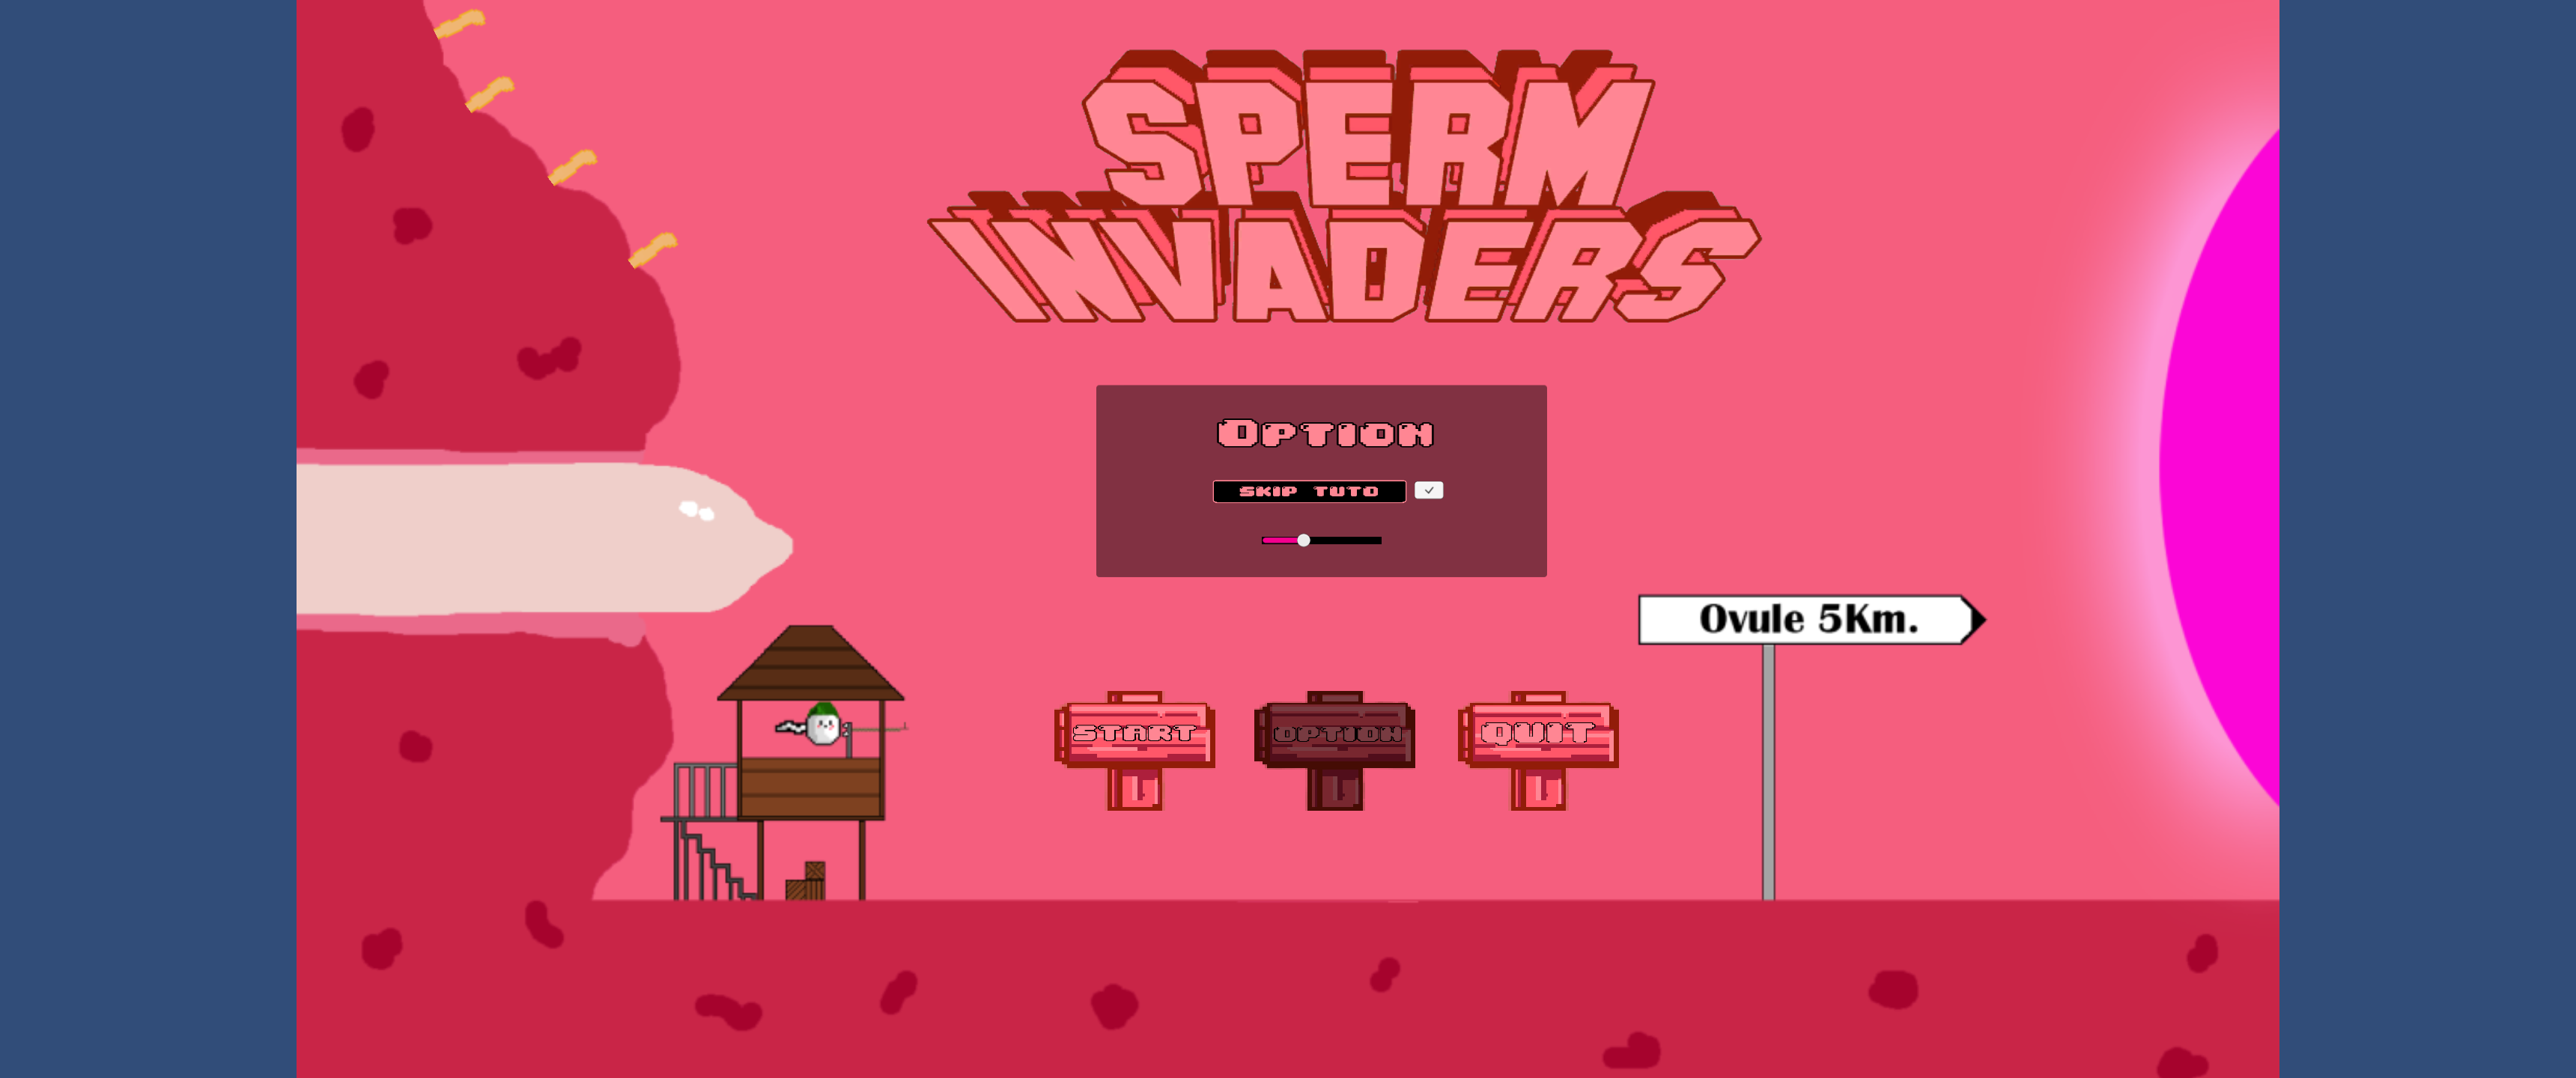 SPERM
INVADERS
OPTION
SKIP TUTO
Ovule 5Km.
START
OPTION
QUIT